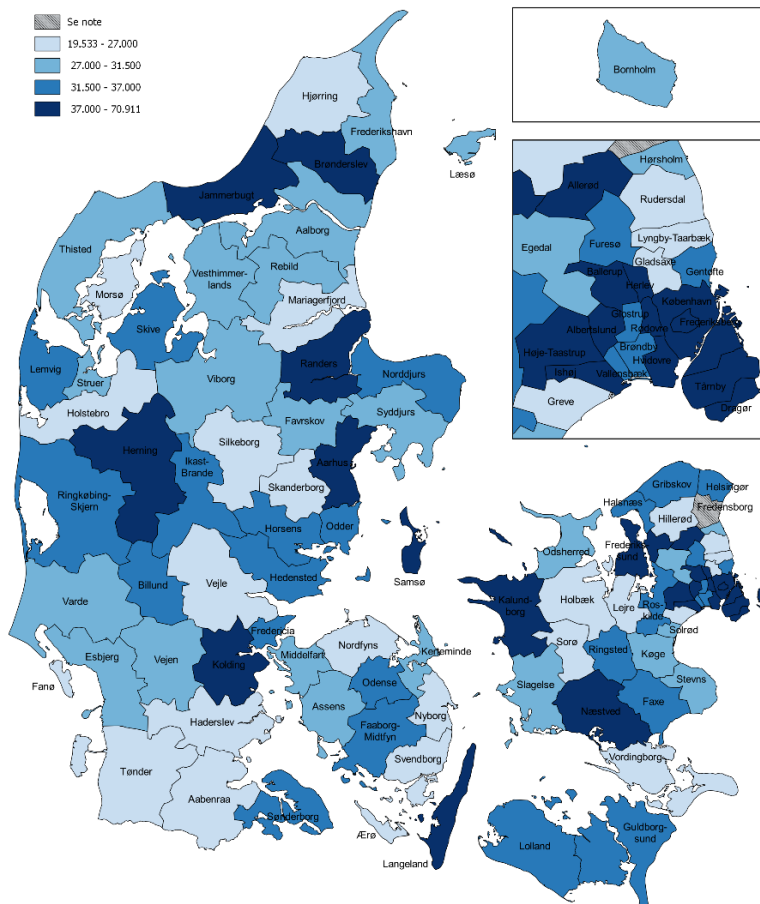 Se note
19.533 - 27.000
27.000 - 31.500
31.500 - 37.000
37.000 - 70.911
Bornholm
Hjørring
Frederikshavn
Brønderslev
Læsø
Jammerbugt
Hørsholm
Allerød
Rudersdal
Egedal
Furesø
Lyngby-Taarbæk
Gladsaxe
Gentofte
Ballerup
Herlev
København
Glostrup
Frederiksberg
Albertslund
Rødovre
Brøndby
Høje-Taastrup
Hvidovre
Ishøj
Vallensbæk
Tårnby
Greve
Dragør
Aalborg
Thisted
Vesthimmer-
lands
Rebild
Morsø
Mariagerfjord
Skive
Lemvig
Struer
Randers
Norddjurs
Viborg
Holstebro
Favrskov
Syddjurs
Herning
Silkeborg
Ikast-
Brande
Aarhus
Skanderborg
Ringkøbing-
Skjern
Horsens
Odder
Samsø
Billund
Vejle
Hedensted
Varde
Fredericia
Kolding
Esbjerg
Vejen
Middelfart
Nordfyns
Kerteminde
Fanø
Odense
Assens
Nyborg
Haderslev
Faaborg-
Midtfyn
Svendborg
Tønder
Aabenraa
Sønderborg
Ærø
Langeland
Gribskov
Helsingør
Halsnæs
Fredensborg
Hillerød
Odsherred
Frederiks-
sund
Kalund-
borg
Holbæk
Lejre
Ros-
kilde
Solrød
Sorø
Ringsted
Køge
Slagelse
Stevns
Næstved
Faxe
Vordingborg
Guldborg-
sund
Lolland